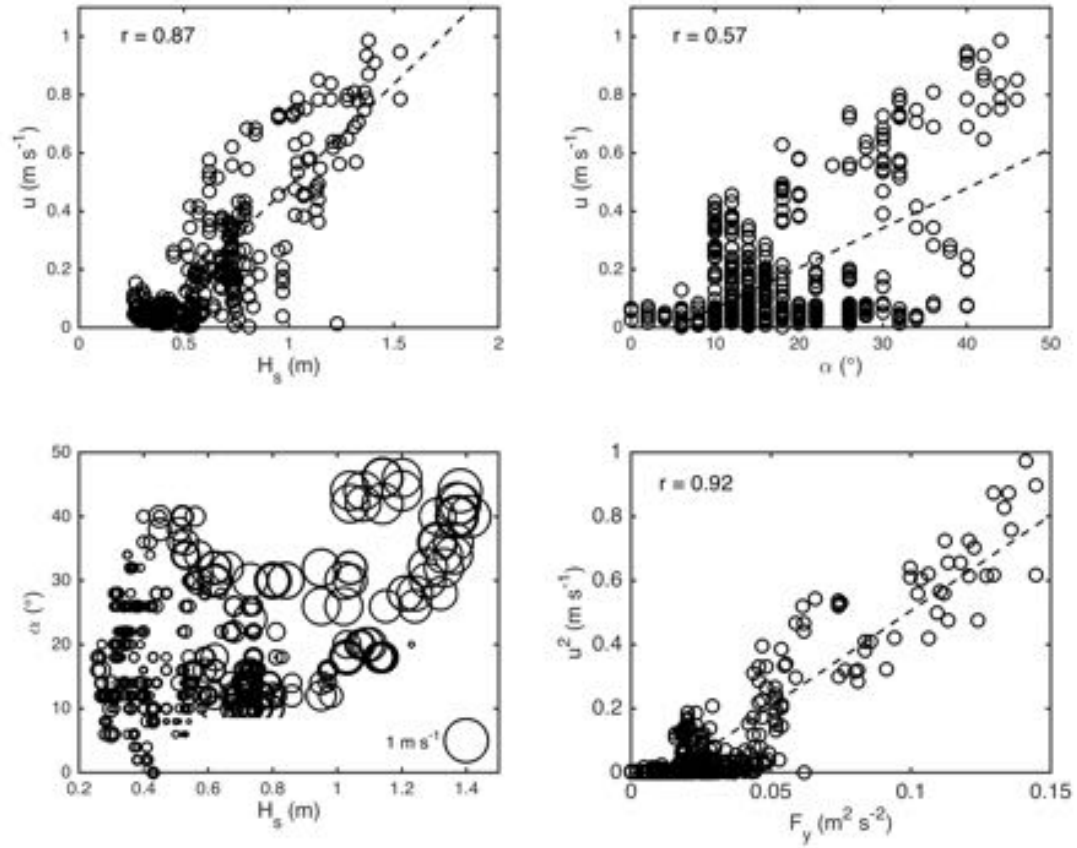 r = 0.87
u (m s⁻¹)
1
0.8
0.6
0.4
0.2
0
0 0.5 1 1.5 2
Hₛ (m)
r = 0.57
u (m s⁻¹)
1
0.8
0.6
0.4
0.2
0
0 10 20 30 40 50
α (°)
α (°)
50
40
30
20
10
0
1 m s⁻¹
0.2 0.4 0.6 0.8 1.0 1.2 1.4
Hₛ (m)
r = 0.92
u² (m s⁻¹)
1
0.8
0.6
0.4
0.2
0
0 0.05 0.1 0.15
F_y (m² s⁻²)